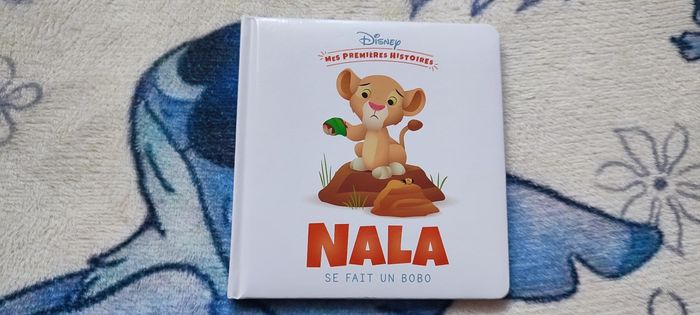 Disney
MES PREMIÈRES HISTOIRES
NALA
SE FAIT UN BOBO